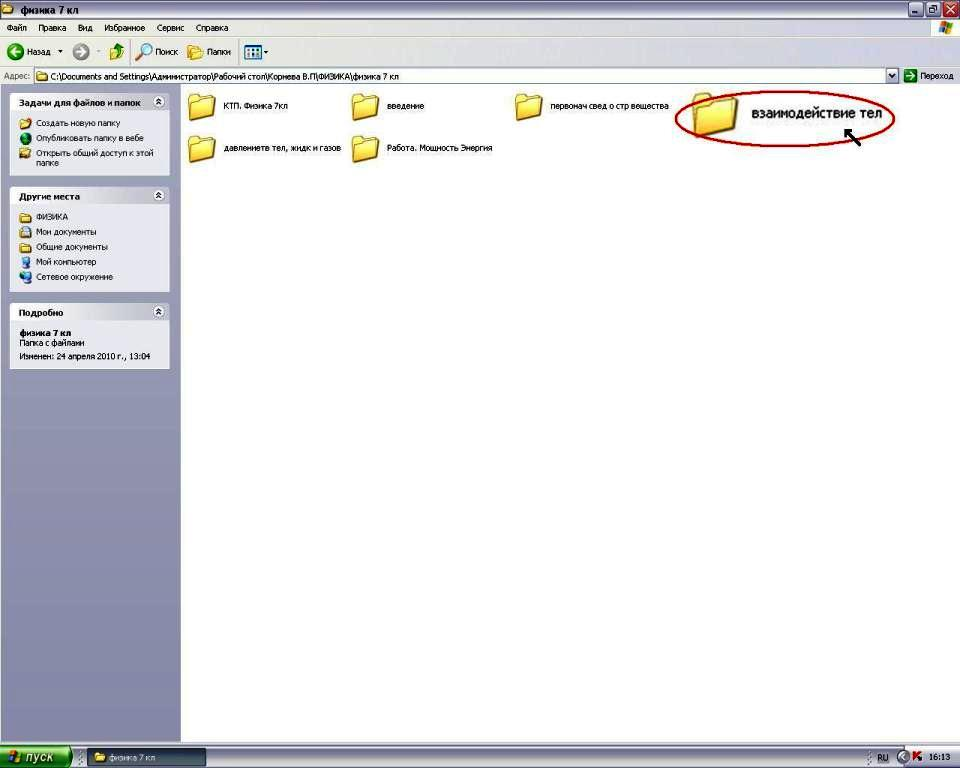 физика 7 кл
Файл Правка Вид Избранное Сервис Справка
Назад Поиск Папки
Адрес: C:\Documents and Settings\Администратор\Рабочий стол\Корнева В.П\ФИЗИКА\физика 7 кл Переход
Задачи для файлов и папок
Создать новую папку
Опубликовать папку в вебе
Открыть общий доступ к этой
папке
Другие места
ФИЗИКА
Мои документы
Общие документы
Мой компьютер
Сетевое окружение
Подробно
физика 7 кл
Папка с файлами
Изменен: 24 апреля 2010 г., 13:04
КТП. Физика 7кл введение первонач свед о стр вещества взаимодействие тел
давлениетв тел, жидк и газов Работа. Мощность Энергия
пуск физика 7 кл RU 16:13